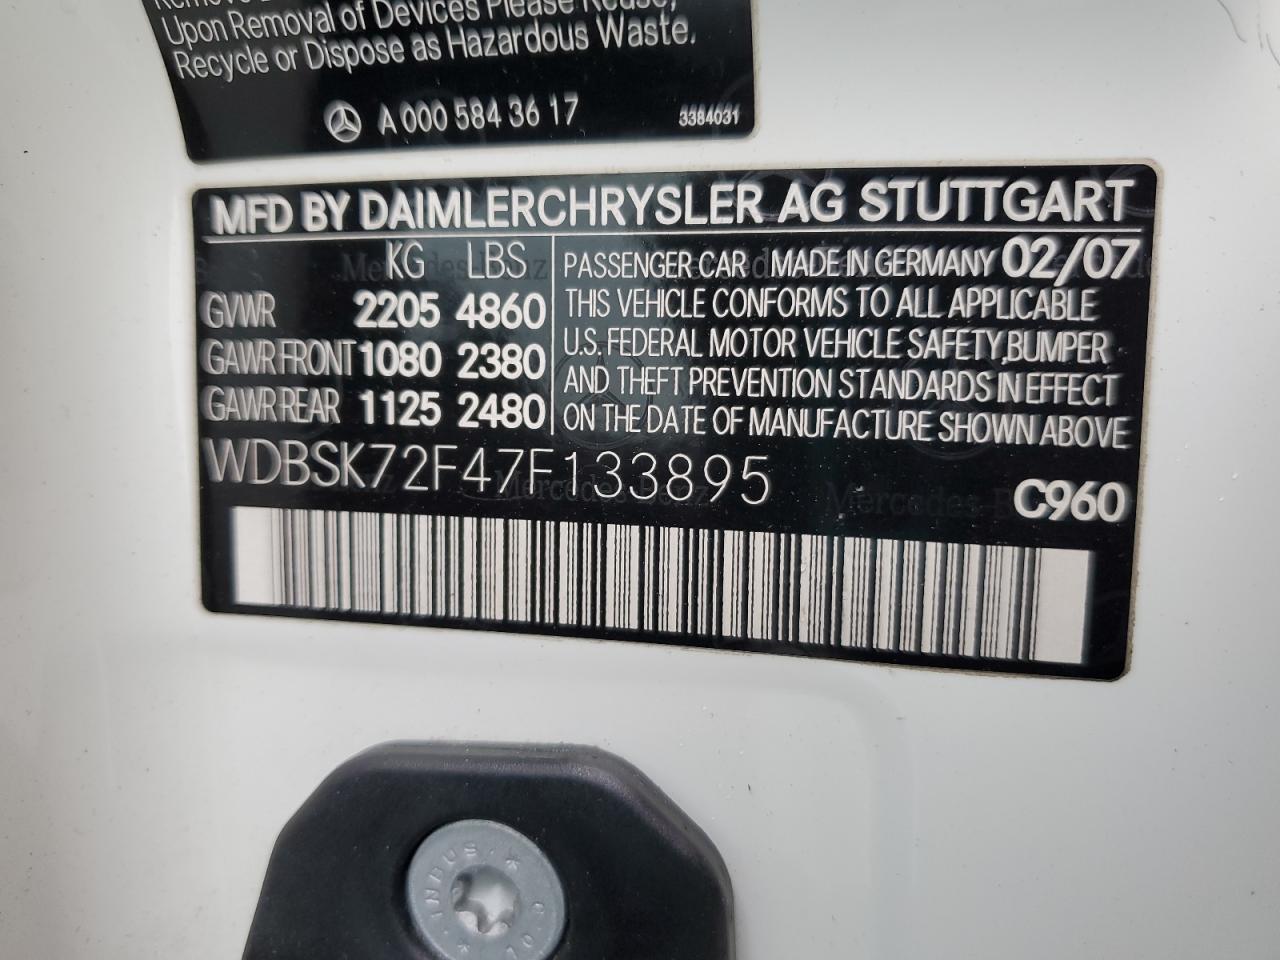 Upon Removal of Devices Please Reuse,
Recycle or Dispose as Hazardous Waste.
A 000 584 36 17 3384031
MFD BY DAIMLERCHRYSLER AG STUTTGART
KG LBS
GVWR 2205 4860
GAWR FRONT 1080 2380
GAWR REAR 1125 2480
PASSENGER CAR MADE IN GERMANY 02/07
THIS VEHICLE CONFORMS TO ALL APPLICABLE
U.S. FEDERAL MOTOR VEHICLE SAFETY,BUMPER
AND THEFT PREVENTION STANDARDS IN EFFECT
ON THE DATE OF MANUFACTURE SHOWN ABOVE
WDBSK72F47F133895
C960
INBUS * 10.9 *